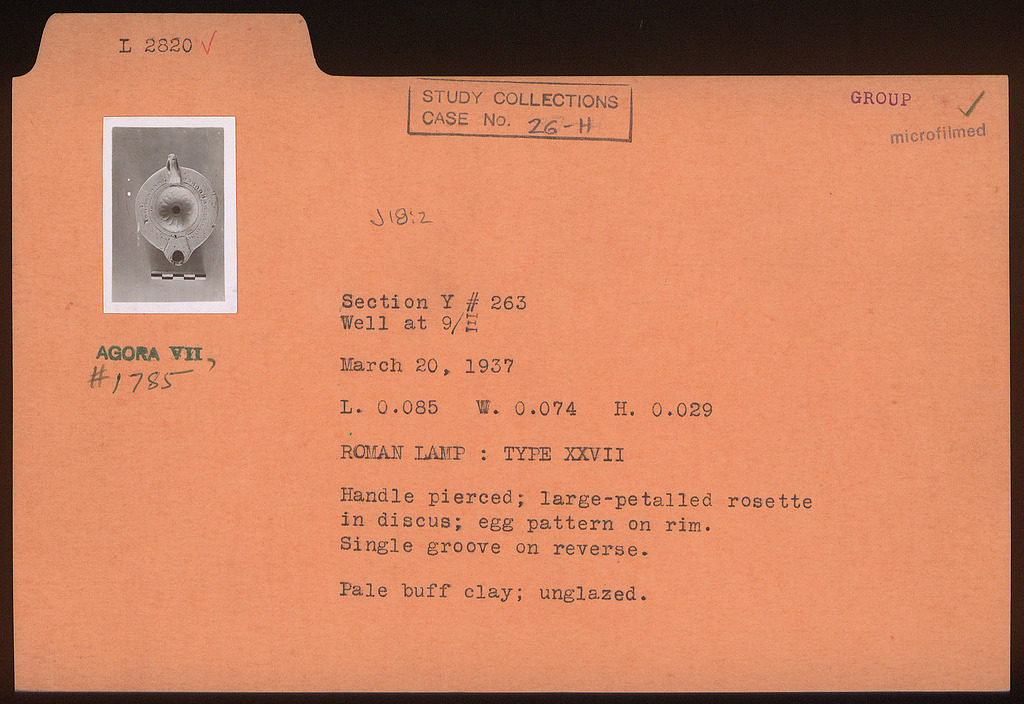 L 2820 ✓
STUDY COLLECTIONS
CASE No. 26-H
GROUP
microfilmed
J 18:2
Section Y # 263
Well at 9/Ξ
AGORA VII,
#1785
March 20, 1937
L. 0.085 W. 0.074 H. 0.029
ROMAN LAMP : TYPE XXVII
Handle pierced; large-petalled rosette
in discus; egg pattern on rim.
Single groove on reverse.
Pale buff clay; unglazed.